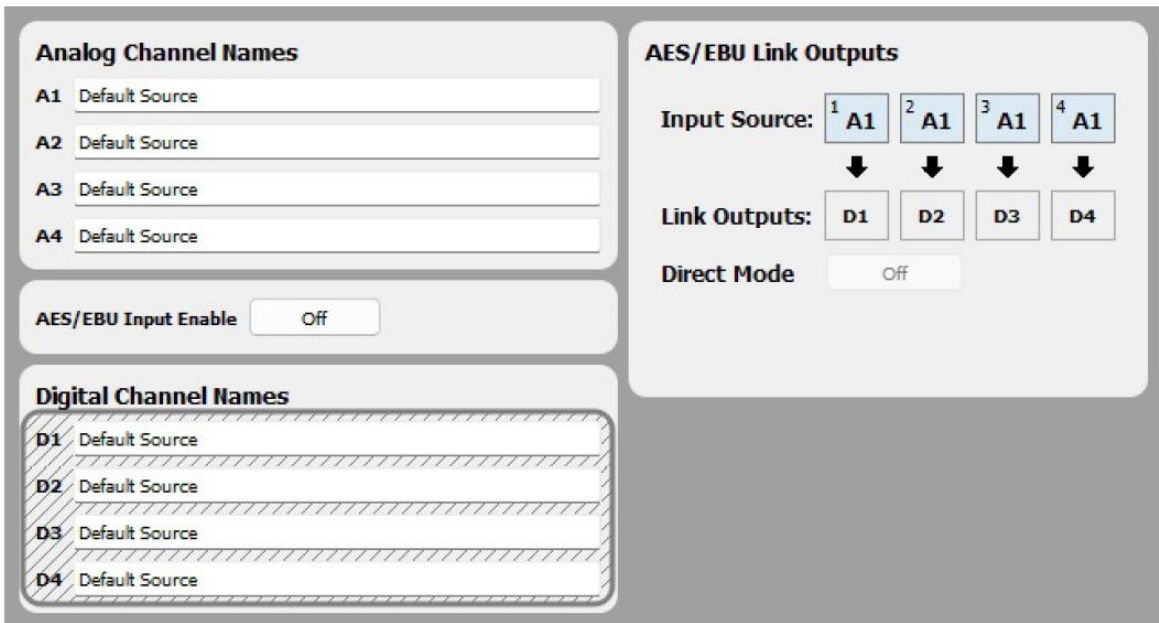 Analog Channel Names
A1 Default Source
A2 Default Source
A3 Default Source
A4 Default Source
AES/EBU Input Enable Off
Digital Channel Names
D1 Default Source
D2 Default Source
D3 Default Source
D4 Default Source
AES/EBU Link Outputs
Input Source: 1 A1 2 A1 3 A1 4 A1
Link Outputs: D1 D2 D3 D4
Direct Mode Off